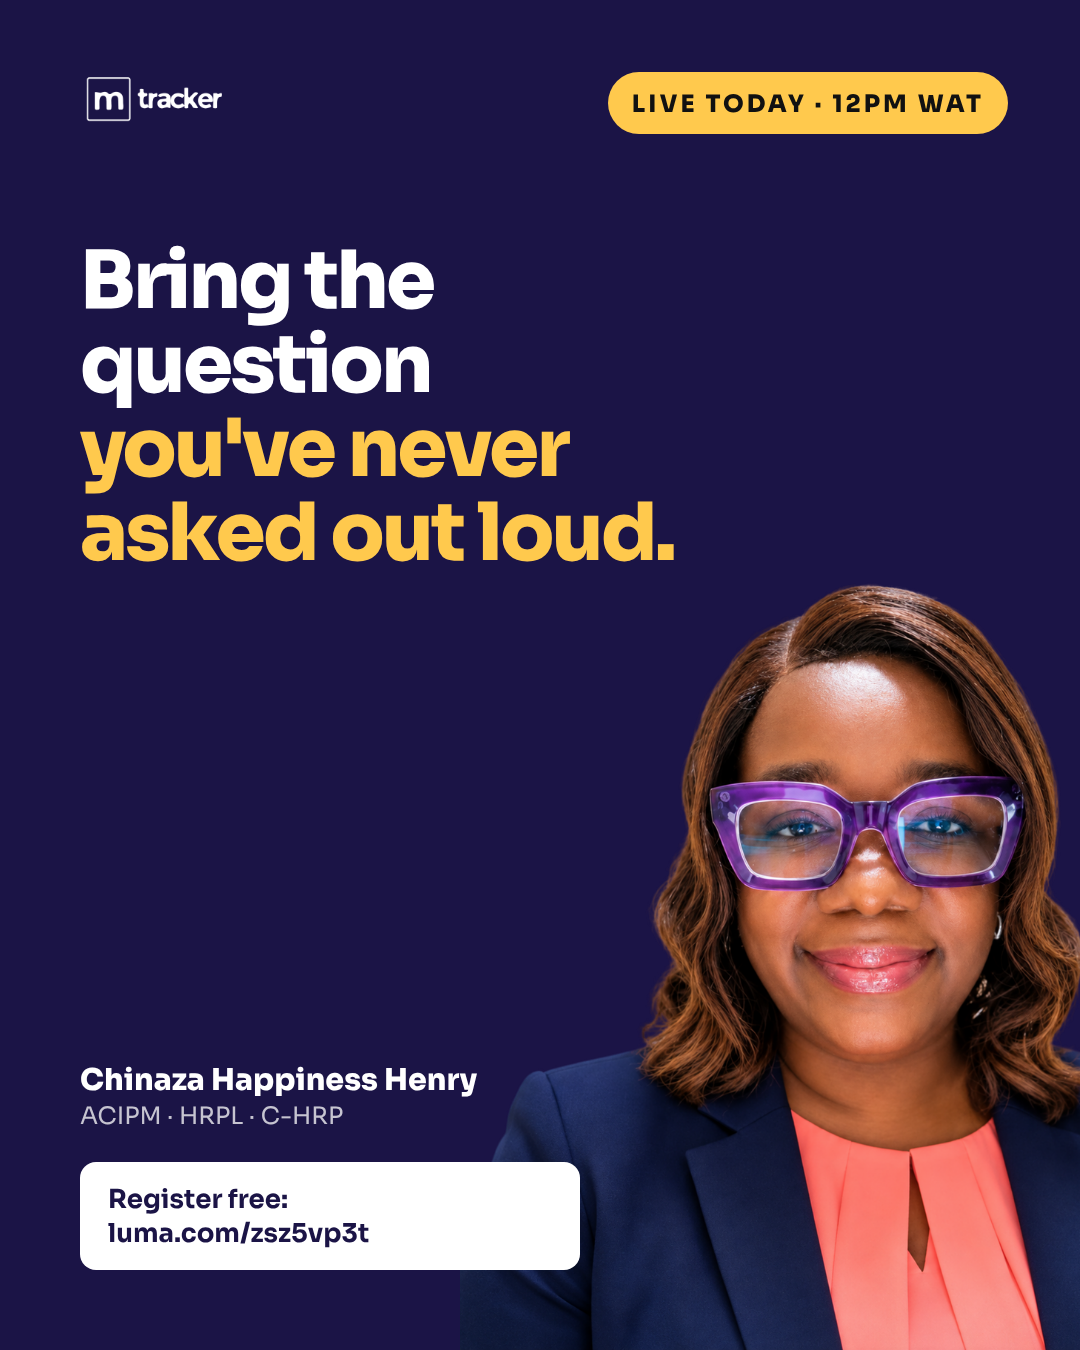 m tracker
LIVE TODAY · 12PM WAT
Bring the
question
you've never
asked out loud.
Chinaza Happiness Henry
ACIPM · HRPL · C-HRP
Register free:
luma.com/zsz5vp3t